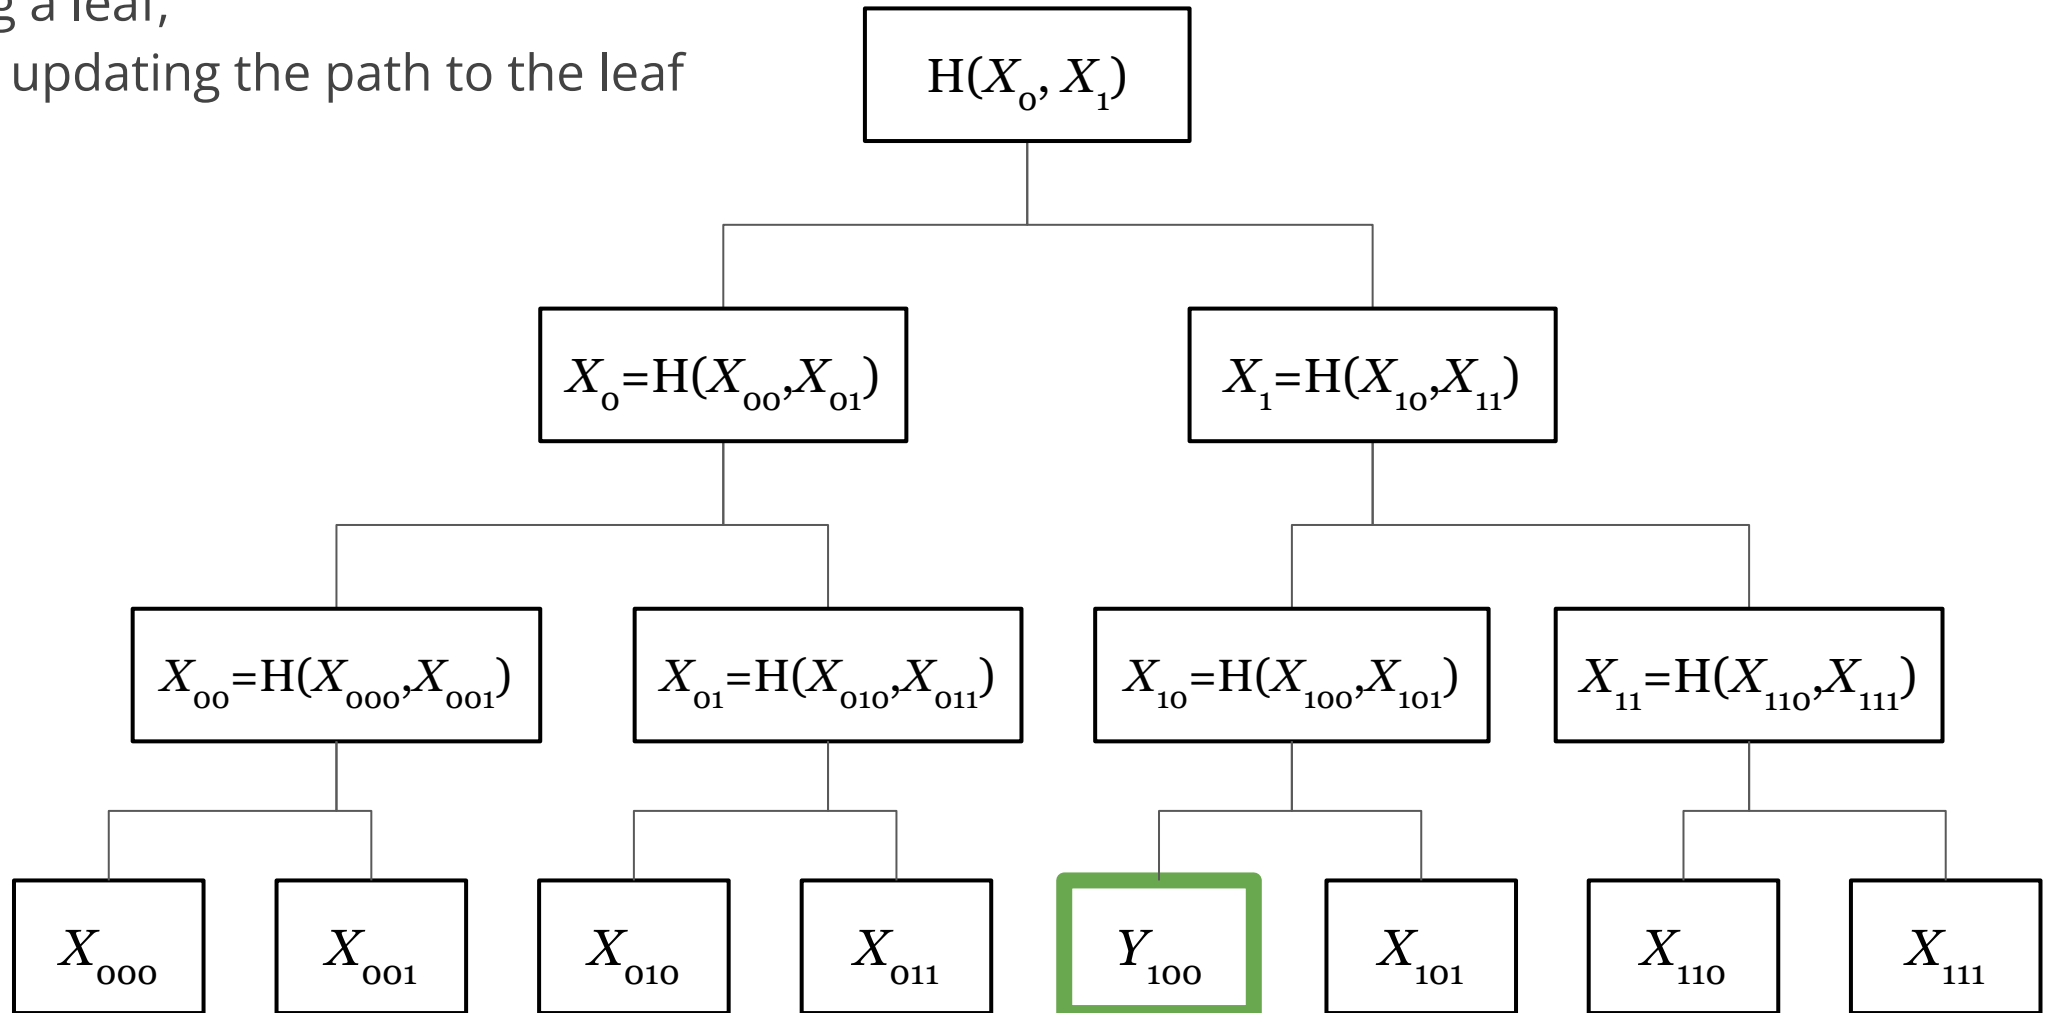 g a leaf,
updating the path to the leaf
H(X₀, X₁)
X₀=H(X₀₀,X₀₁)
X₁=H(X₁₀,X₁₁)
X₀₀=H(X₀₀₀,X₀₀₁)
X₀₁=H(X₀₁₀,X₀₁₁)
X₁₀=H(X₁₀₀,X₁₀₁)
X₁₁=H(X₁₁₀,X₁₁₁)
X₀₀₀
X₀₀₁
X₀₁₀
X₀₁₁
Y₁₀₀
X₁₀₁
X₁₁₀
X₁₁₁